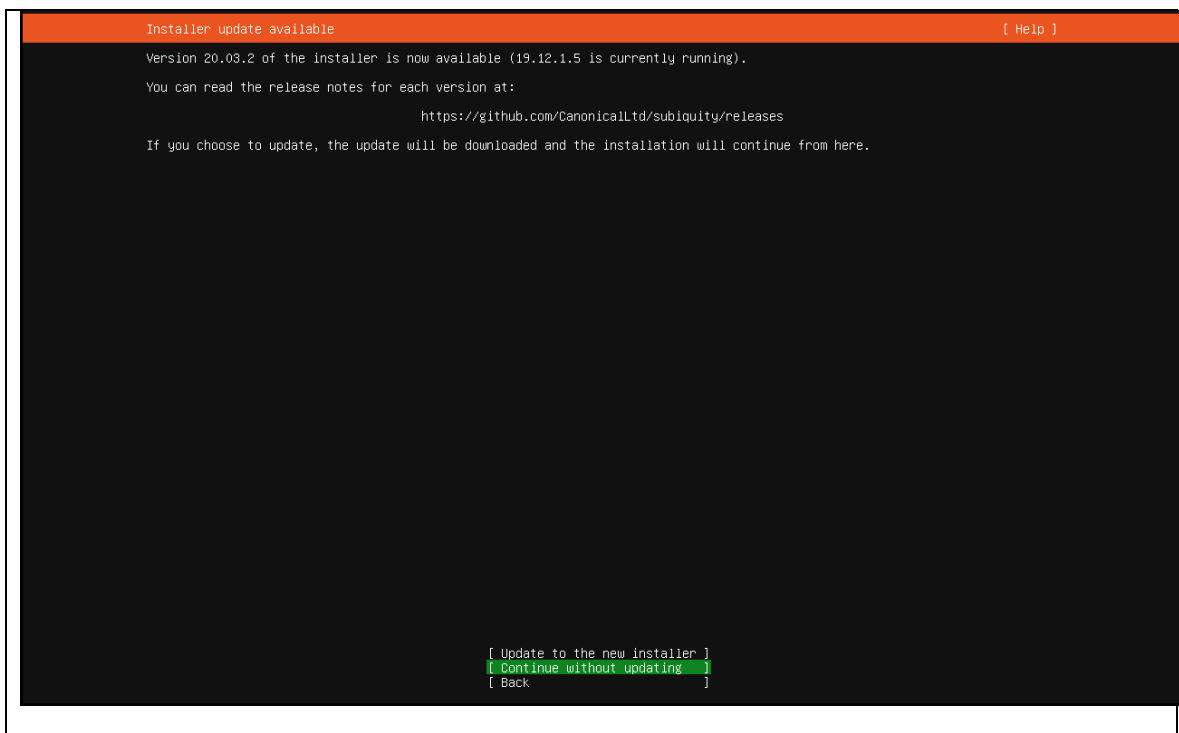 Installer update available [ Help ]
Version 20.03.2 of the installer is now available (19.12.1.5 is currently running).
You can read the release notes for each version at:
https://github.com/CanonicalLtd/subiquity/releases
If you choose to update, the update will be downloaded and the installation will continue from here.
[ Update to the new installer ]
[ Continue without updating ]
[ Back ]